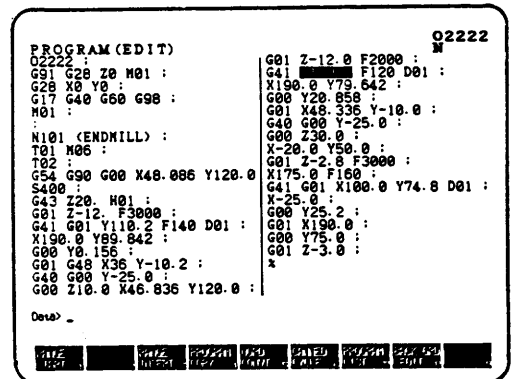 O2222
N
PROGRAM(EDIT)
O2222 ;
G91 G28 Z0 M01 ;
G28 X0 Y0 ;
G17 G40 G60 G98 ;
M01 ;
;
N101 (ENDMILL) ;
T01 M06 ;
T02 ;
G54 G90 G00 X48.086 Y120.0
S400 ;
G43 Z20. H01 ;
G01 Z-12. F3000 ;
G41 G01 Y110.2 F140 D01 ;
X190.0 Y89.842 ;
G00 Y0.156 ;
G01 G48 X36 Y-10.2 ;
G40 G00 Y-25.0 ;
G00 Z10.0 X46.836 Y120.0 ;
G01 Z-12.0 F2000 ;
G41 F120 D01 ;
X190.0 Y79.642 ;
G00 Y20.858 ;
G01 X48.336 Y-10.0 ;
G40 G00 Y-25.0 ;
G00 Z30.0 ;
X-20.0 Y50.0 ;
G01 Z-2.8 F3000 ;
X175.0 F160 ;
G41 G01 X100.0 Y74.8 D01 ;
X-25.0 ;
G00 Y25.2 ;
G01 X190.0 ;
G00 Y75.0 ;
G01 Z-3.0 ;
%
Data> _